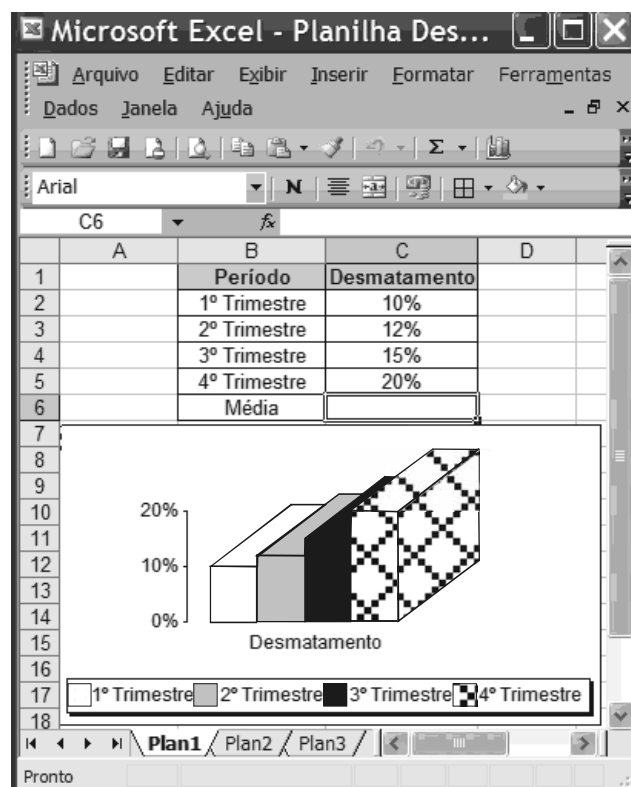 Microsoft Excel - Planilha Des...
Arquivo Editar Exibir Inserir Formatar Ferramentas
Dados Janela Ajuda
Σ
Arial N
C6 fx
A B C D
1 Período Desmatamento
2 1º Trimestre 10%
3 2º Trimestre 12%
4 3º Trimestre 15%
5 4º Trimestre 20%
6 Média
7
8
9
10 20%
11
12 10%
13
14 0%
15 Desmatamento
16
17 1º Trimestre 2º Trimestre 3º Trimestre 4º Trimestre
18
Plan1 Plan2 Plan3
Pronto